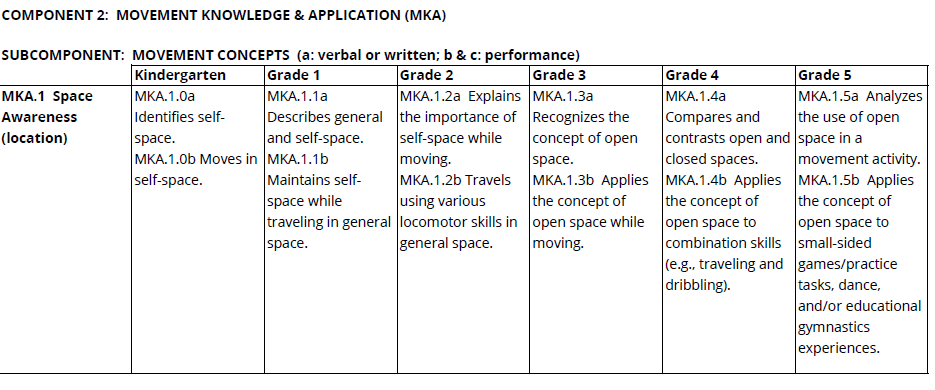 COMPONENT 2:  MOVEMENT KNOWLEDGE & APPLICATION (MKA)
SUBCOMPONENT:  MOVEMENT CONCEPTS  (a: verbal or written; b & c: performance)
Kindergarten
Grade 1
Grade 2
Grade 3
Grade 4
Grade 5
MKA.1  Space
Awareness
(location)
MKA.1.0a
Identifies self-
space.
MKA.1.0b Moves in
self-space.
MKA.1.1a
Describes general
and self-space.
MKA.1.1b
Maintains self-
space while
traveling in general
space.
MKA.1.2a  Explains
the importance of
self-space while
moving.
MKA.1.2b Travels
using various
locomotor skills in
general space.
MKA.1.3a
Recognizes the
concept of open
space.
MKA.1.3b  Applies
the concept of
open space while
moving.
MKA.1.4a
Compares and
contrasts open and
closed spaces.
MKA.1.4b  Applies
the concept of
open space to
combination skills
(e.g., traveling and
dribbling).
MKA.1.5a  Analyzes
the use of open
space in a
movement activity.
MKA.1.5b  Applies
the concept of
open space to
small-sided
games/practice
tasks, dance,
and/or educational
gymnastics
experiences.